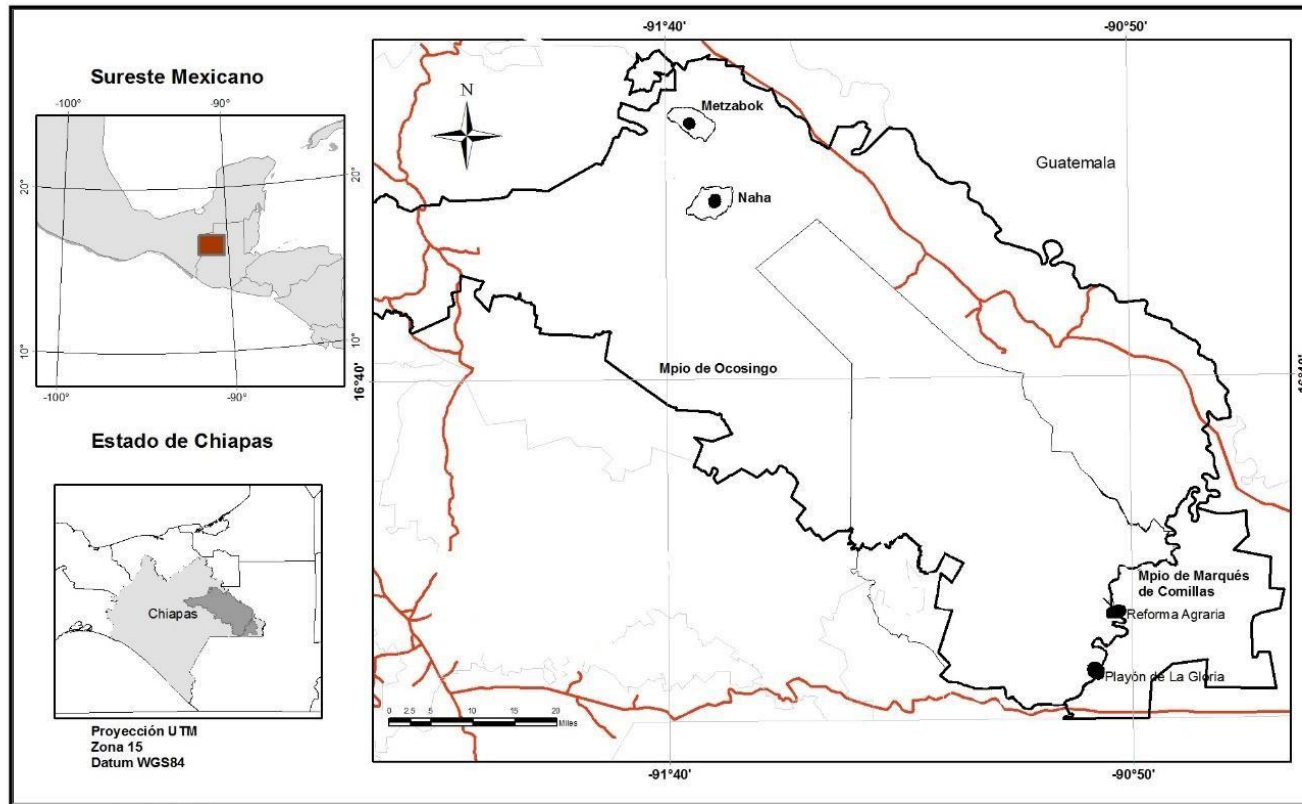 Sureste Mexicano
-100°
-90°
20°
20°
10°
10°
-100°
-90°
Estado de Chiapas
Chiapas
Proyección UTM
Zona 15
Datum WGS84
-91°40'
-90°50'
N
Metzabok
Naha
Guatemala
Mpio de Ocosingo
16°40'
16°40'
Mpio de Marqués
de Comillas
Reforma Agraria
Playón de La Gloria
0 2.5 5 10 15 20
Miles
-91°40'
-90°50'